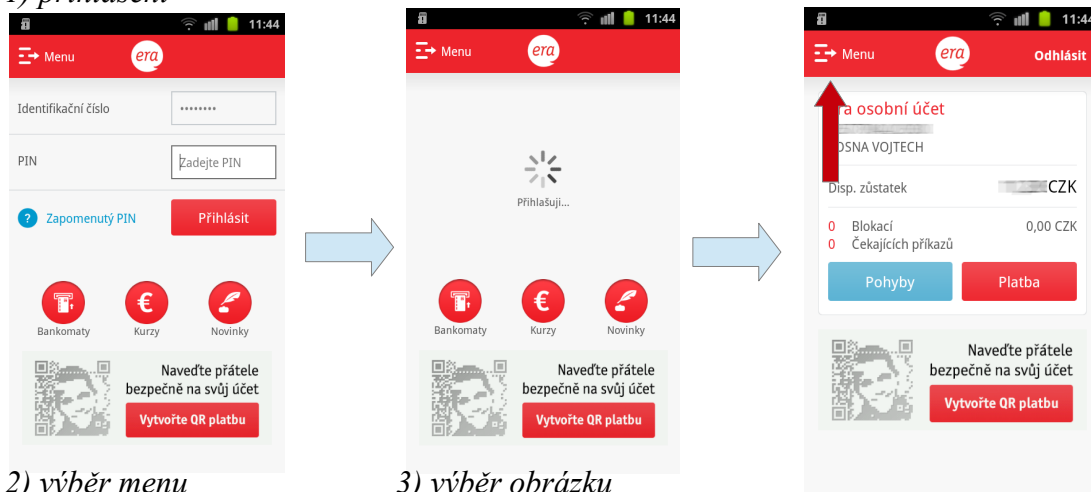 1) přihlášení
11:44
Menu
era
Identifikační číslo
••••••••
PIN
Zadejte PIN
? Zapomenutý PIN
Přihlásit
Bankomaty
€
Kurzy
Novinky
Naveďte přátele
bezpečně na svůj účet
Vytvořte QR platbu
11:44
Menu
era
Přihlašuji...
Bankomaty
€
Kurzy
Novinky
Naveďte přátele
bezpečně na svůj účet
Vytvořte QR platbu
11:44
Menu
era
Odhlásit
osobní účet
VOJTECH
Disp. zůstatek
CZK
0 Blokací 0,00 CZK
0 Čekajících příkazů
Pohyby
Platba
Naveďte přátele
bezpečně na svůj účet
Vytvořte QR platbu
2) výběr menu
3) výběr obrázku